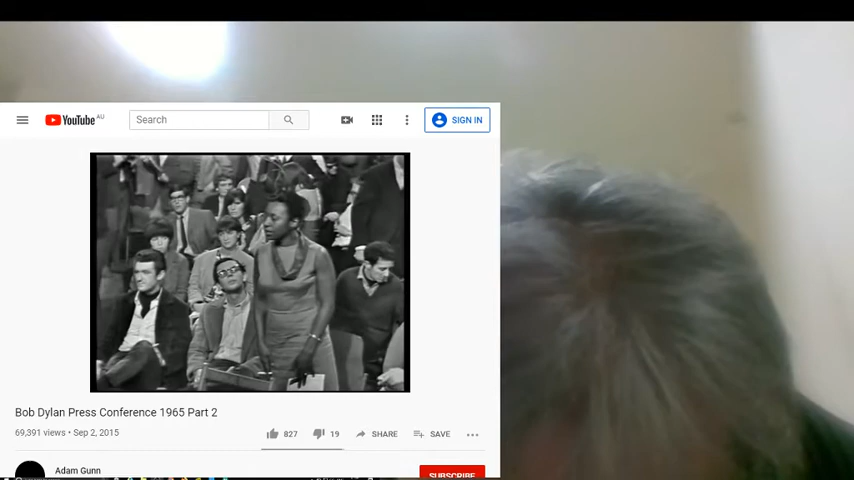 YouTube AU
Search
SIGN IN
Bob Dylan Press Conference 1965 Part 2
69,391 views • Sep 2, 2015
827
19
SHARE
SAVE
Adam Gunn
SUBSCRIBE